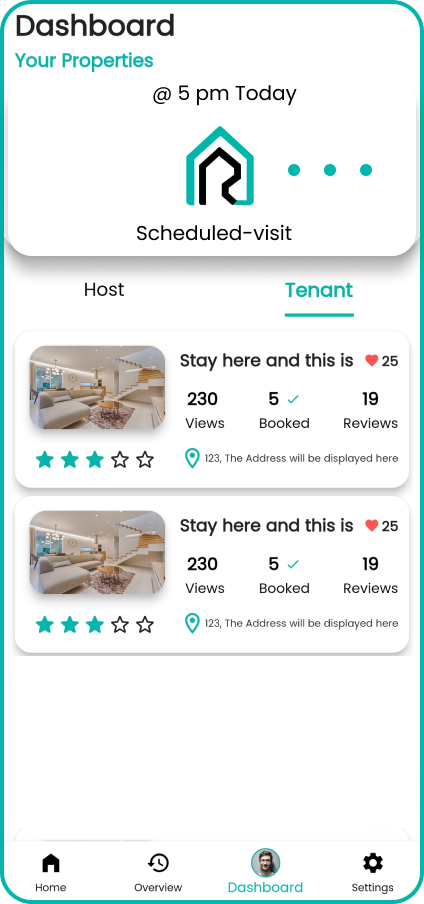 Dashboard
Your Properties
@ 5 pm Today
Scheduled-visit
Host
Tenant
Stay here and this is
25
230
5
19
Views
Booked
Reviews
123, The Address will be displayed here
Stay here and this is
25
230
5
19
Views
Booked
Reviews
123, The Address will be displayed here
Home
Overview
Dashboard
Settings